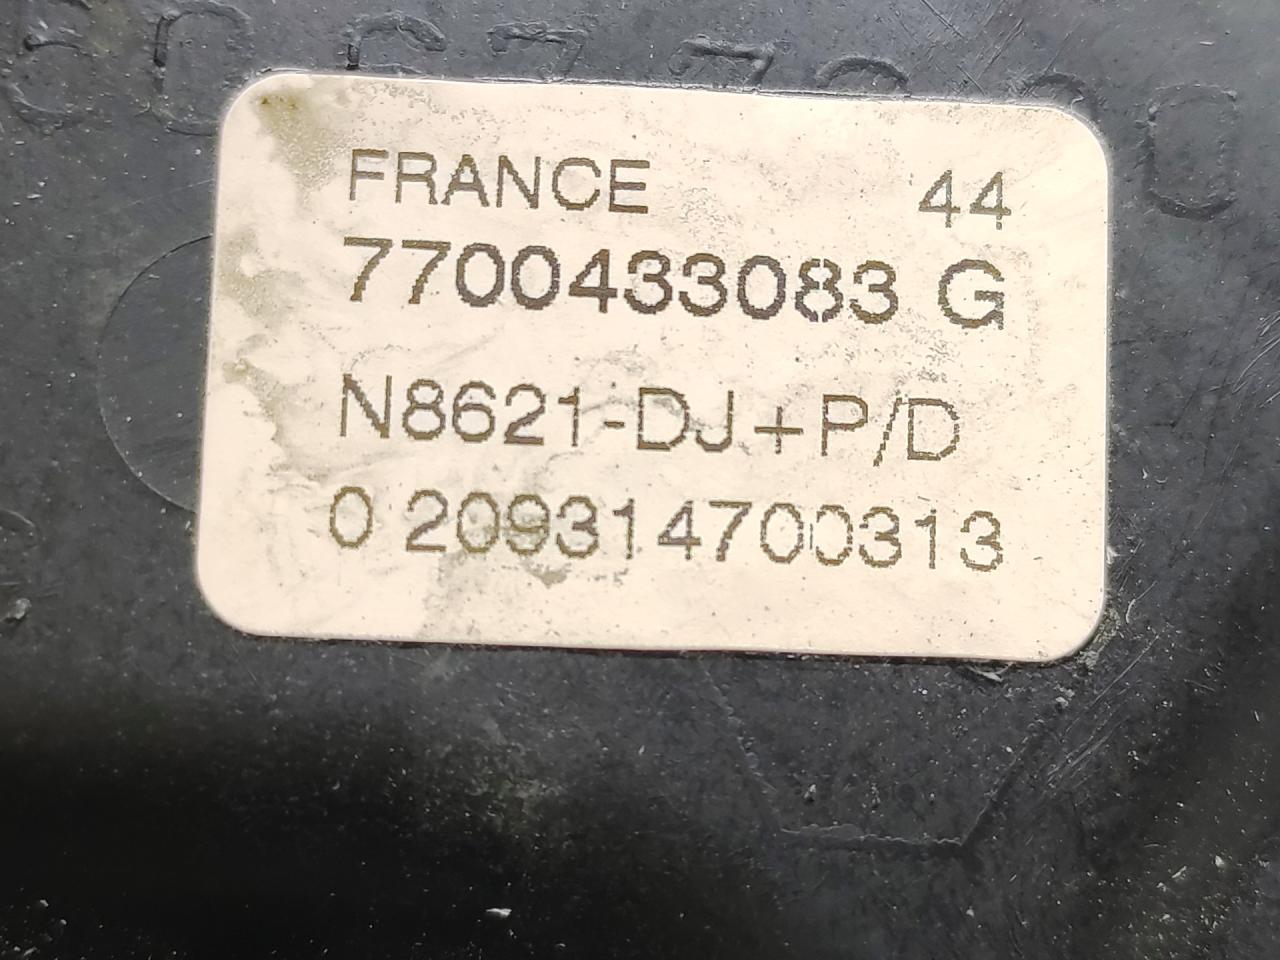 FRANCE 44
7700433083 G
N8621-DJ+P/D
0 209314700313